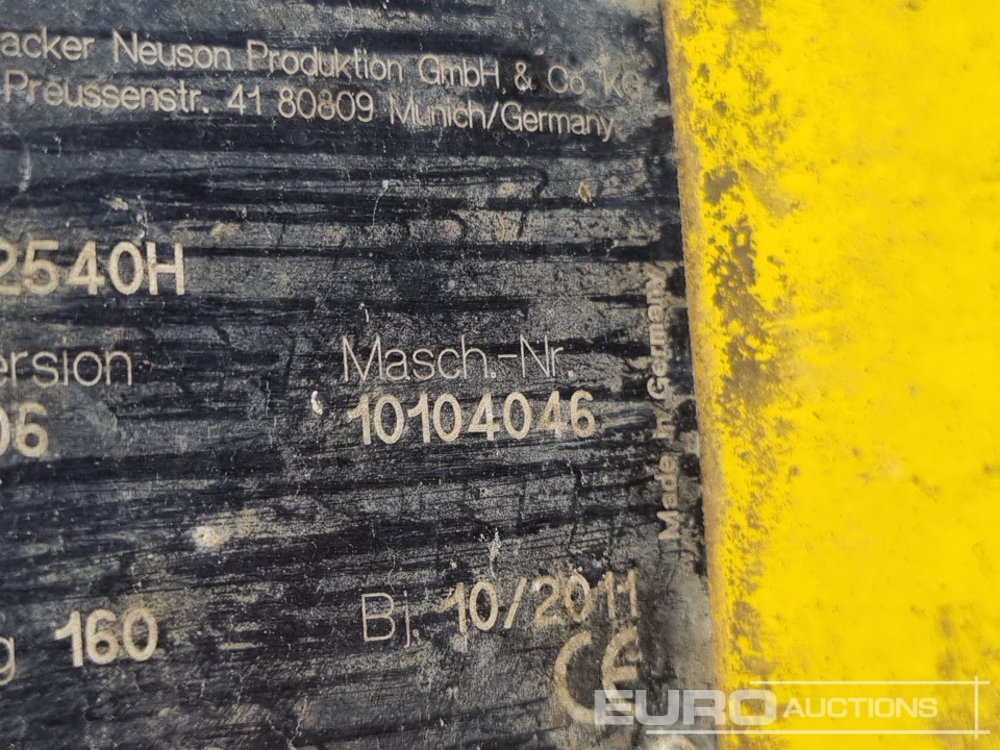 acker Neuson Produktion GmbH & Co. KG
Preussenstr. 41 80809 Munich/Germany
2540H
ersion
Masch.-Nr.
06
10104046
Made in Germany
g 160
Bj. 10/2011
CE
EURO AUCTIONS